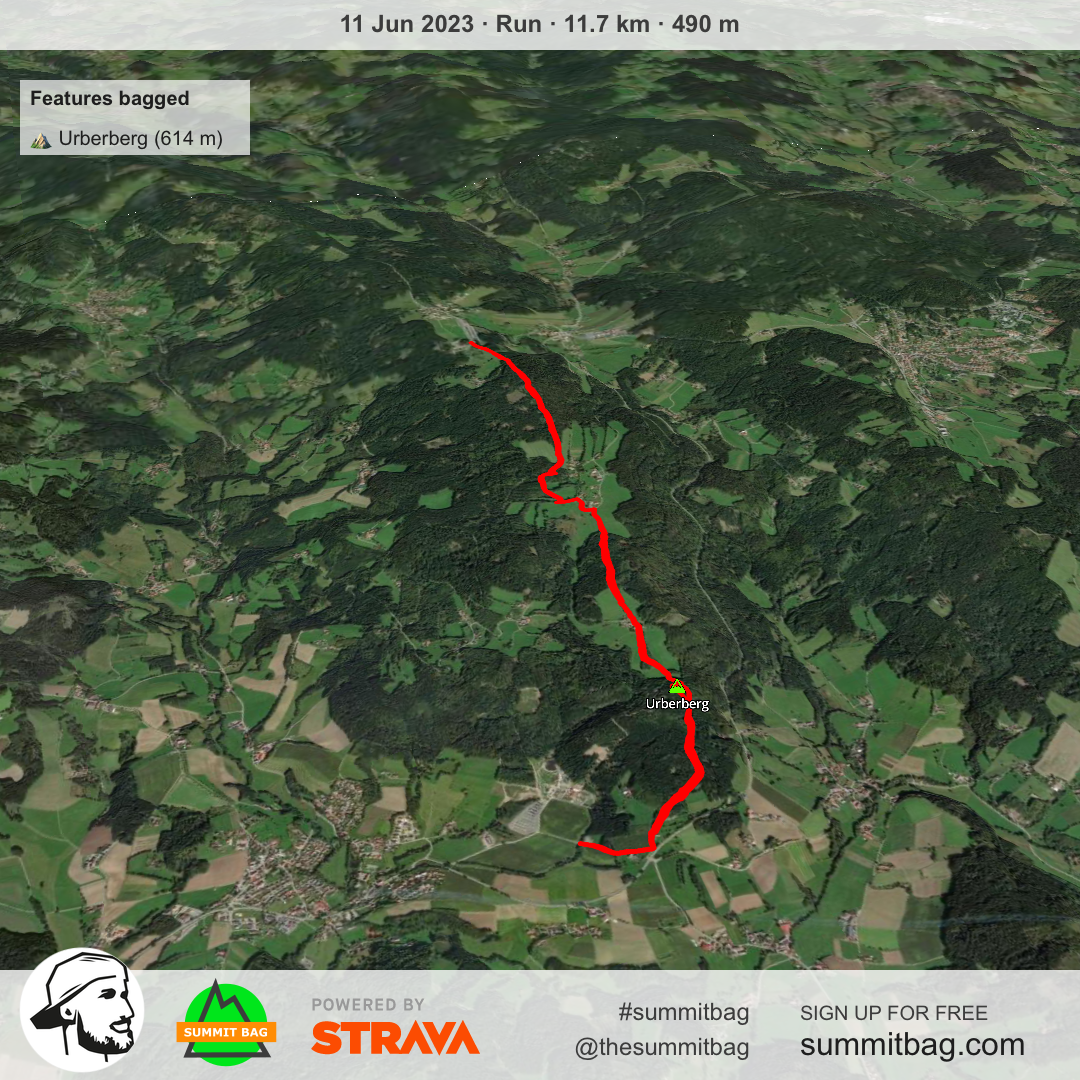 11 Jun 2023 · Run · 11.7 km · 490 m
Features bagged
Urberberg (614 m)
Urberberg
SUMMIT BAG
POWERED BY
STRAVA
#summitbag
@thesummitbag
SIGN UP FOR FREE
summitbag.com